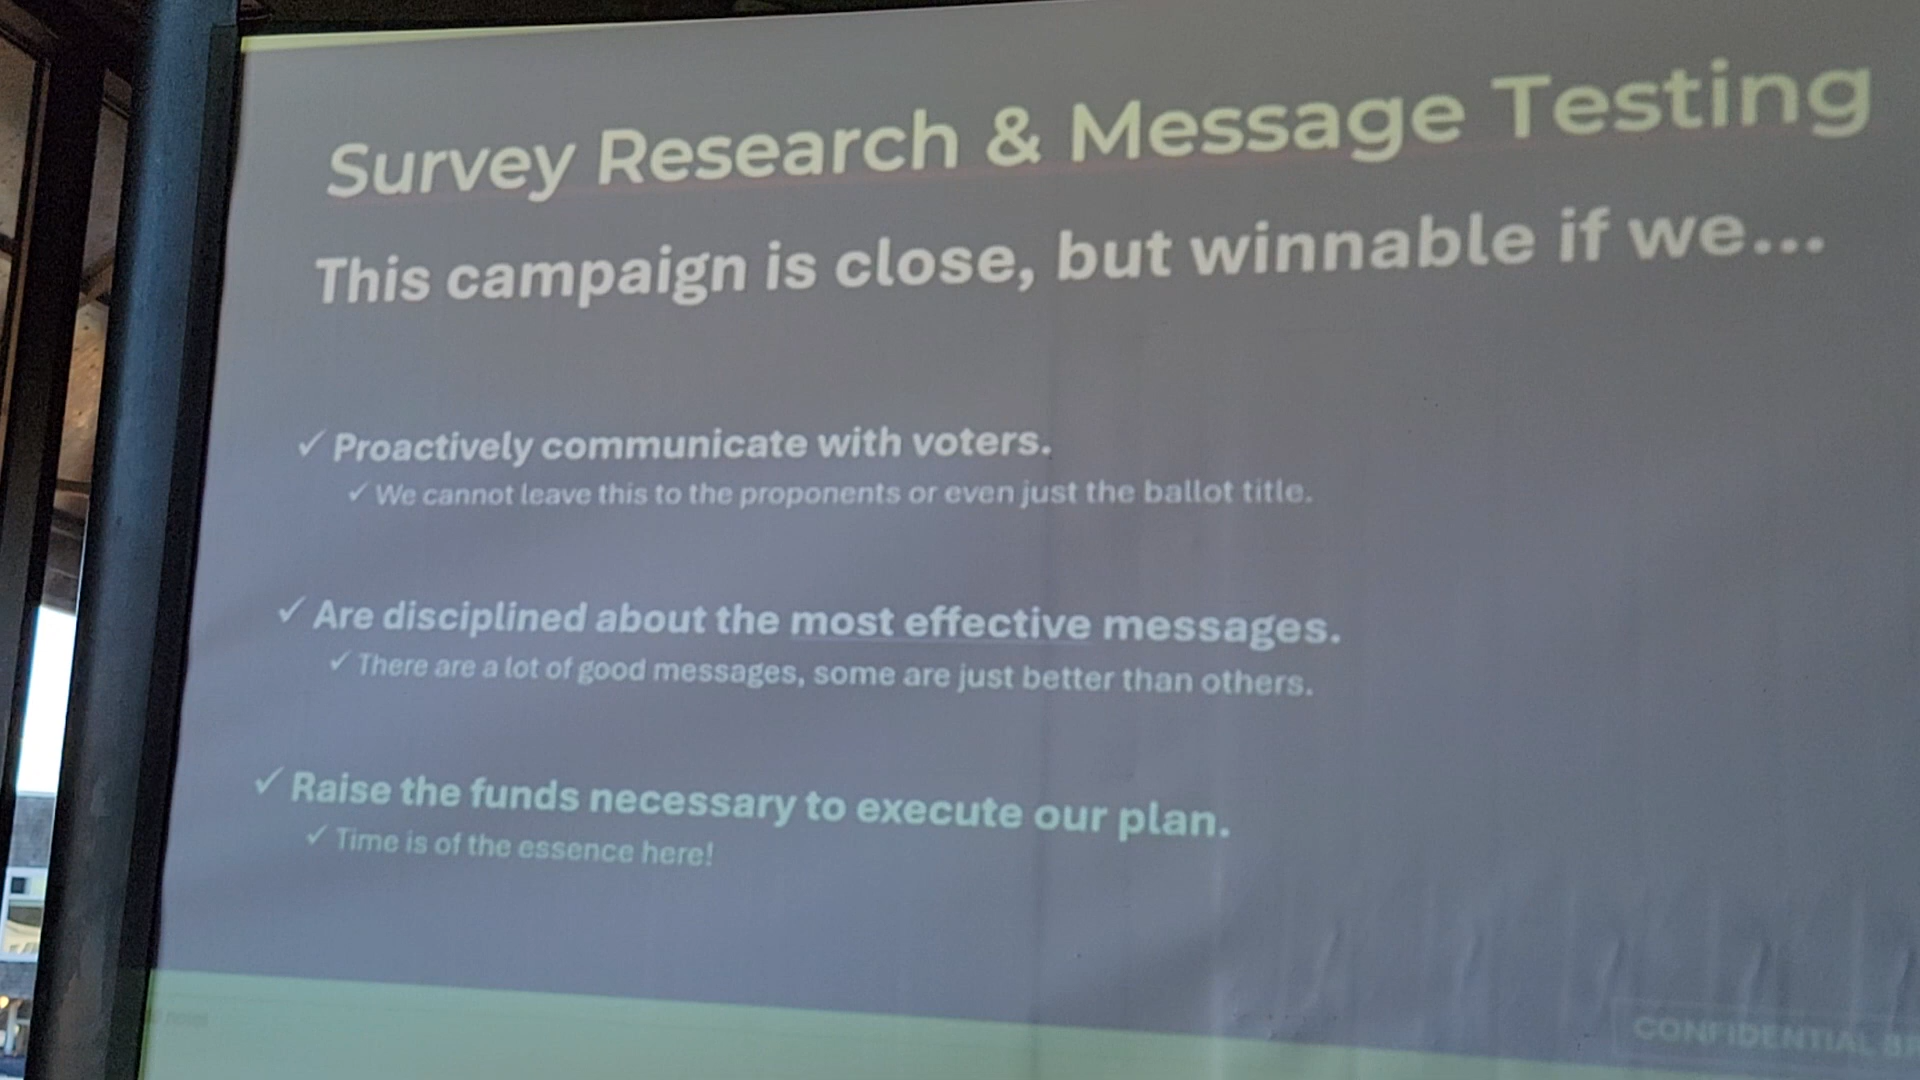 Survey Research & Message Testing
This campaign is close, but winnable if we...
✓ Proactively communicate with voters.
✓ We cannot leave this to the proponents or even just the ballot title.
✓ Are disciplined about the most effective messages.
✓ There are a lot of good messages, some are just better than others.
✓ Raise the funds necessary to execute our plan.
✓ Time is of the essence here!
CONFIDENTIAL